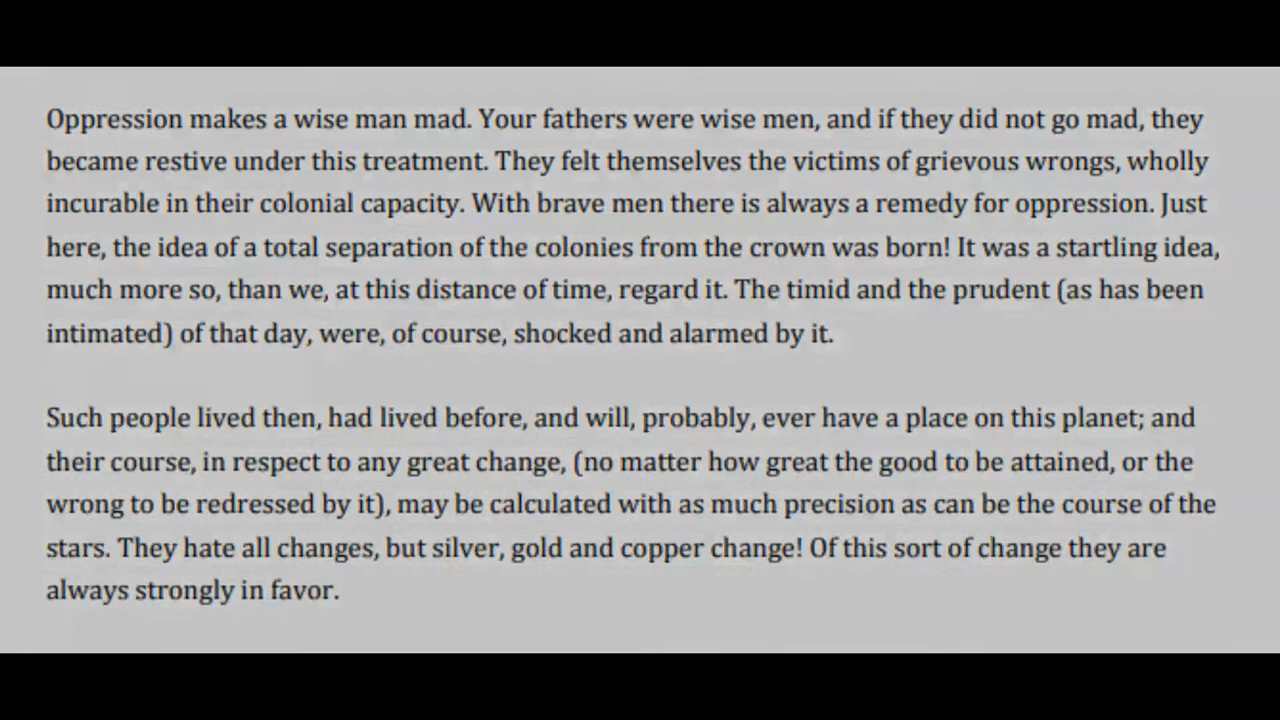 Oppression makes a wise man mad. Your fathers were wise men, and if they did not go mad, they
became restive under this treatment. They felt themselves the victims of grievous wrongs, wholly
incurable in their colonial capacity. With brave men there is always a remedy for oppression. Just
here, the idea of a total separation of the colonies from the crown was born! It was a startling idea,
much more so, than we, at this distance of time, regard it. The timid and the prudent (as has been
intimated) of that day, were, of course, shocked and alarmed by it.
Such people lived then, had lived before, and will, probably, ever have a place on this planet; and
their course, in respect to any great change, (no matter how great the good to be attained, or the
wrong to be redressed by it), may be calculated with as much precision as can be the course of the
stars. They hate all changes, but silver, gold and copper change! Of this sort of change they are
always strongly in favor.